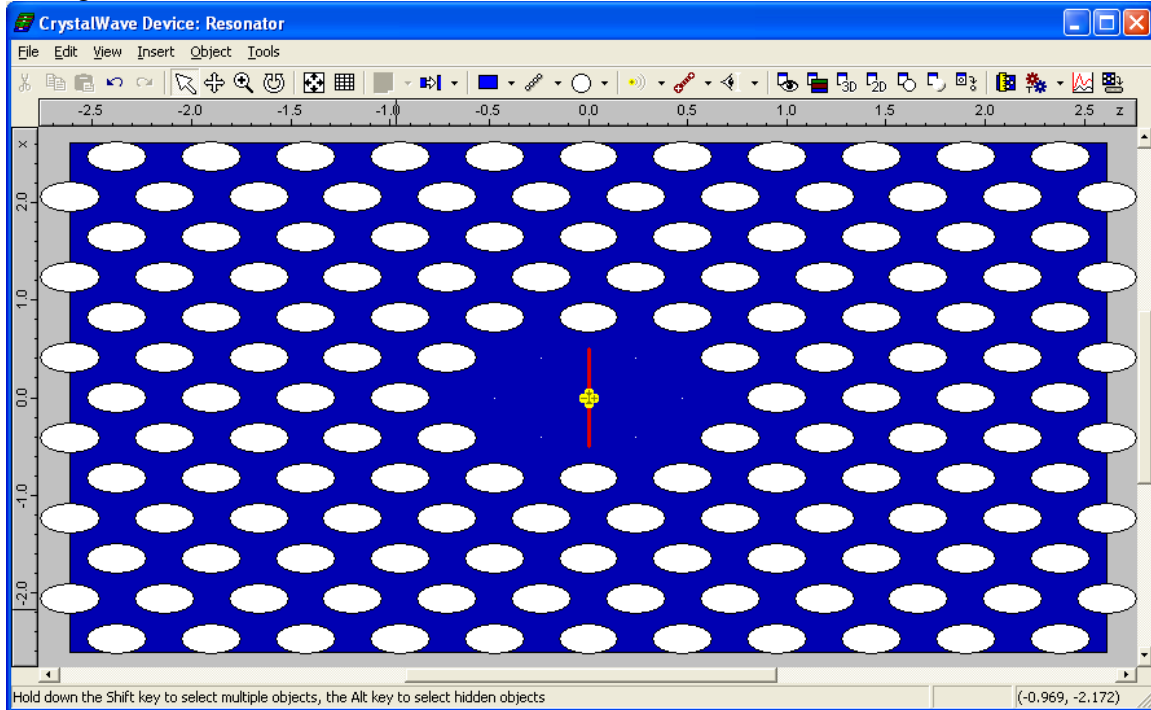 CrystalWave Device: Resonator
File Edit View Insert Object Tools
3D 2D
-2.5 -2.0 -1.5 -1.0 -0.5 0.0 0.5 1.0 1.5 2.0 2.5 z
x
2.0
1.0
0.0
-1.0
-2.0
Hold down the Shift key to select multiple objects, the Alt key to select hidden objects (-0.969, -2.172)